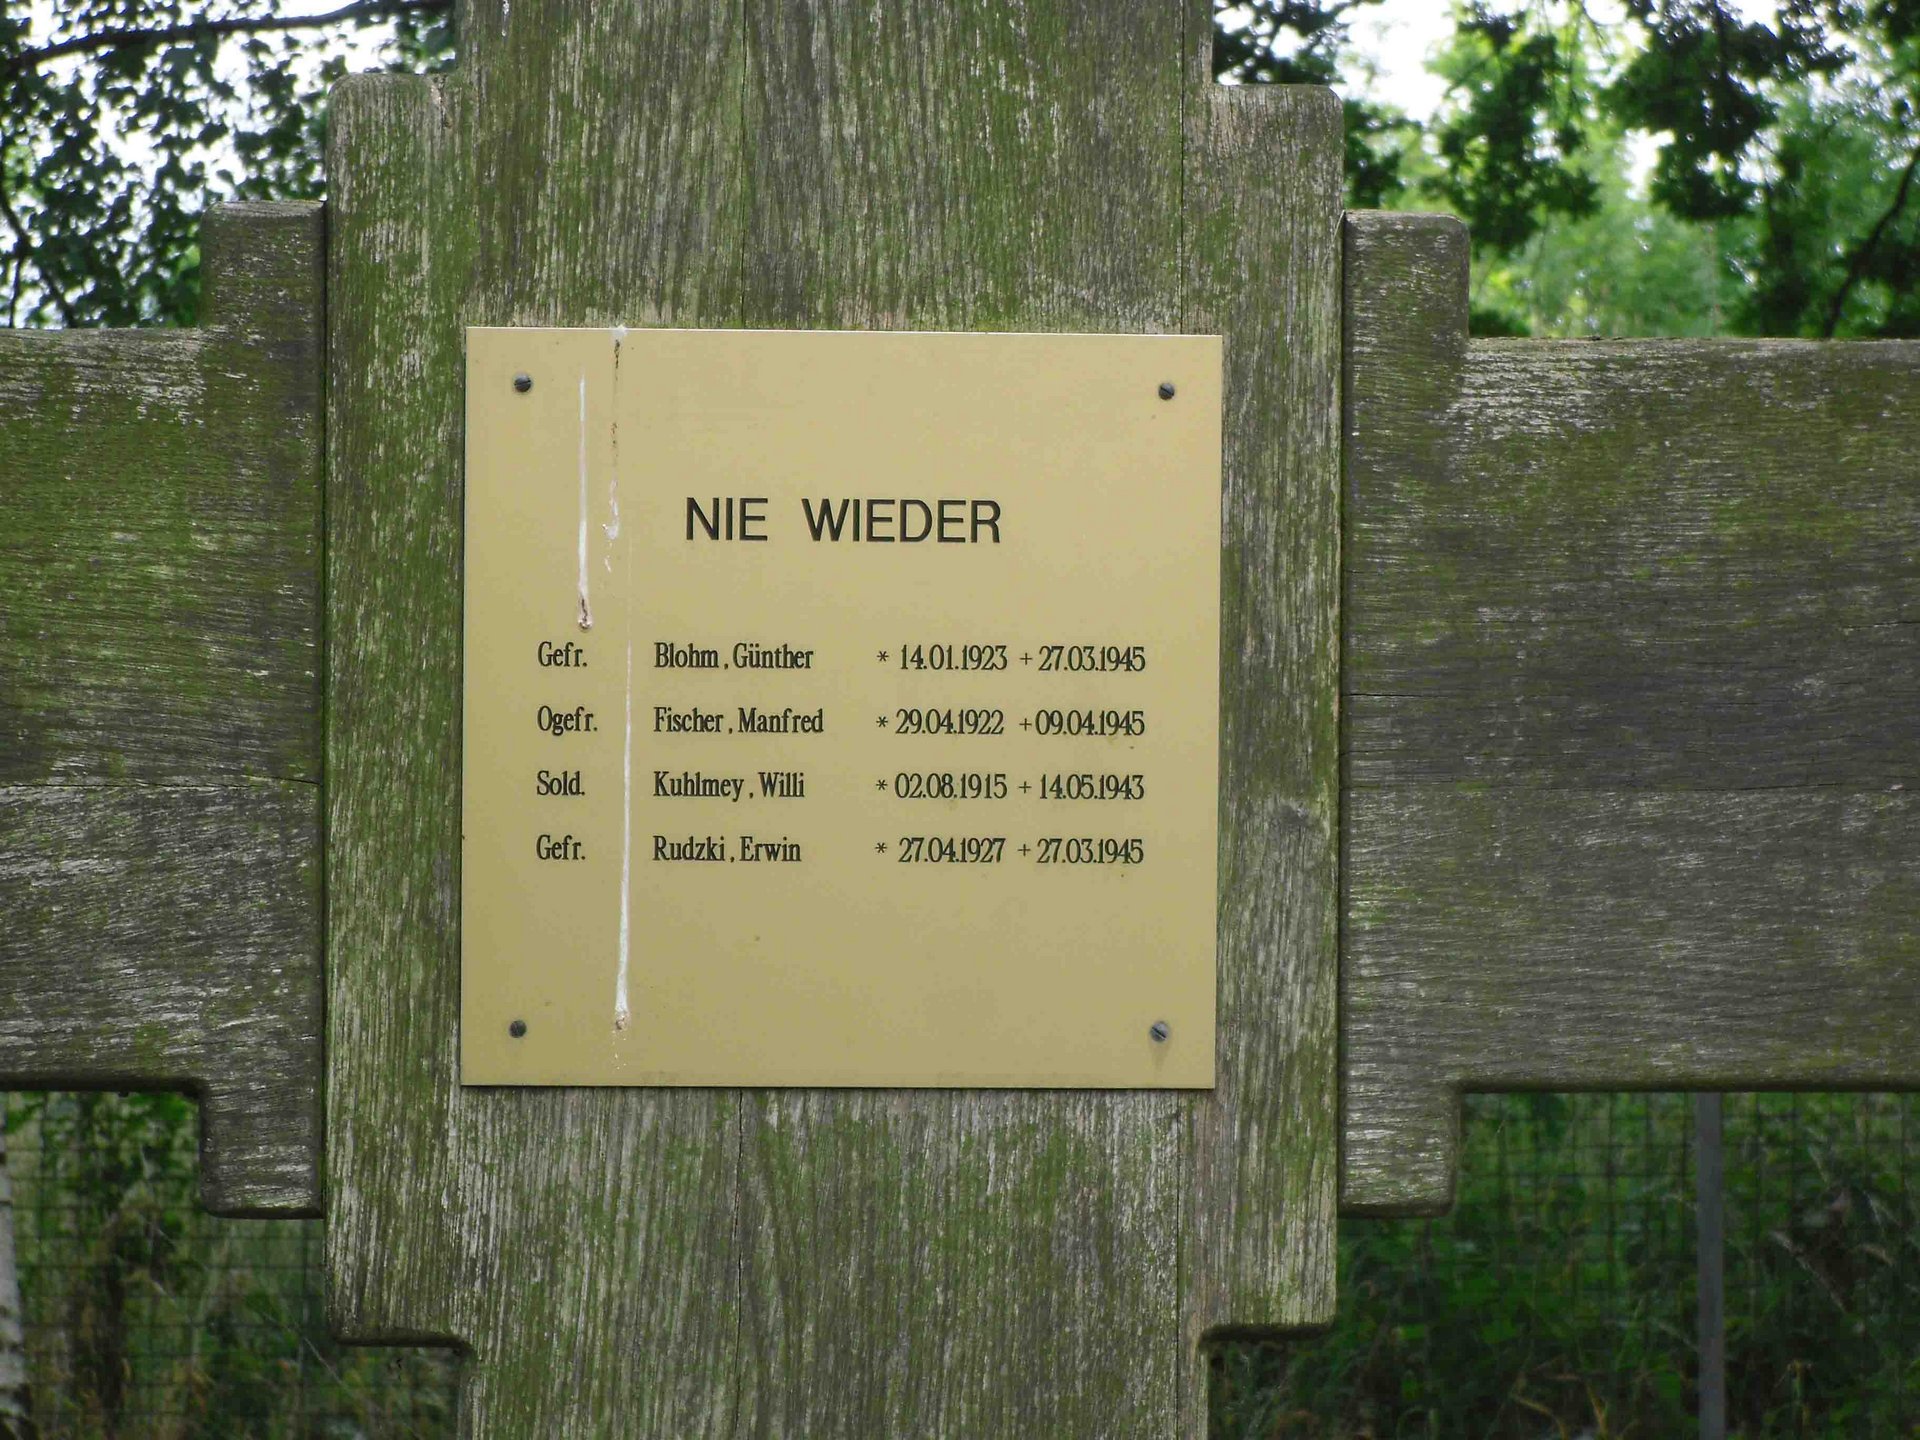 NIE WIEDER
Gefr. Blohm, Günther * 14.01.1923 + 27.03.1945
Ogefr. Fischer, Manfred * 29.04.1922 + 09.04.1945
Sold. Kuhlmey, Willi * 02.08.1915 + 14.05.1943
Gefr. Rudzki, Erwin * 27.04.1927 + 27.03.1945